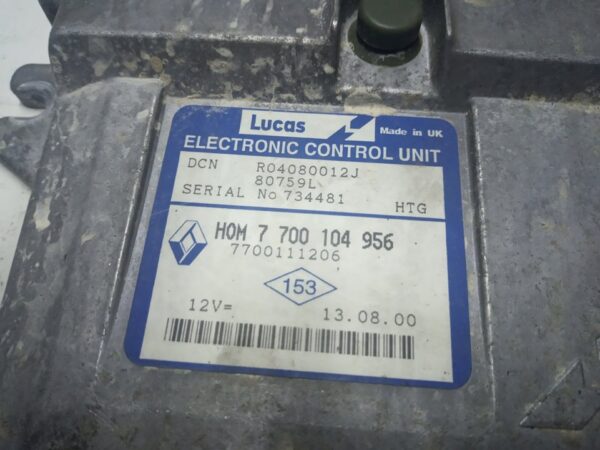 Lucas
Made in UK
ELECTRONIC CONTROL UNIT
DCN R04080012J
80759L
SERIAL No 734481 HTG
HOM 7 700 104 956
7700111206
153
12V= 13.08.00